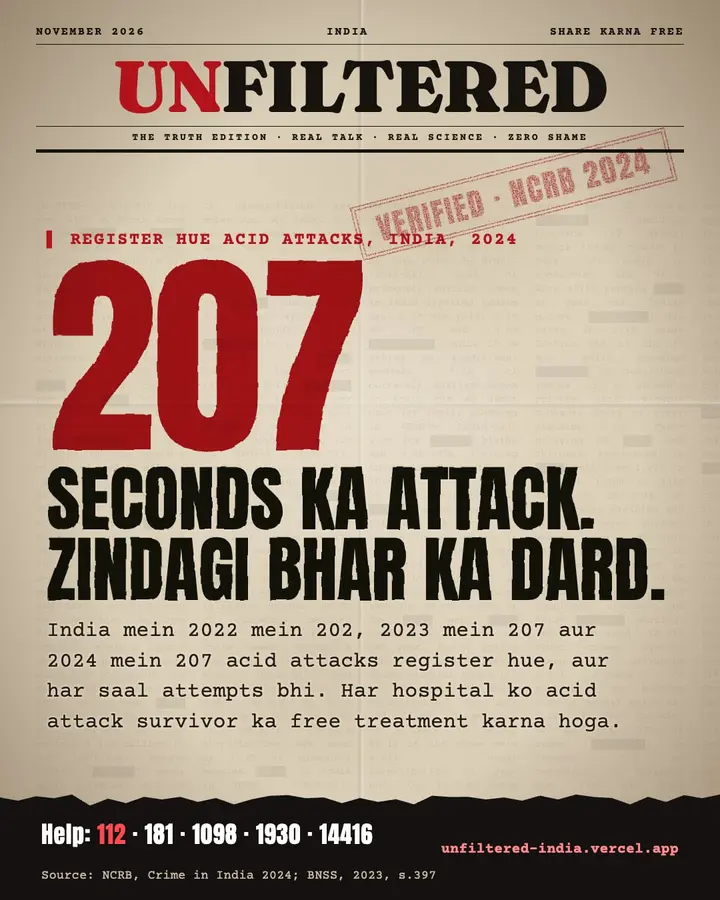 NOVEMBER 2026 INDIA SHARE KARNA FREE
UNFILTERED
THE TRUTH EDITION · REAL TALK · REAL SCIENCE · ZERO SHAME
VERIFIED · NCRB 2024
REGISTER HUE ACID ATTACKS, INDIA, 2024
207
SECONDS KA ATTACK.
ZINDAGI BHAR KA DARD.
India mein 2022 mein 202, 2023 mein 207 aur
2024 mein 207 acid attacks register hue, aur
har saal attempts bhi. Har hospital ko acid
attack survivor ka free treatment karna hoga.
Help: 112 · 181 · 1098 · 1930 · 14416
unfiltered-india.vercel.app
Source: NCRB, Crime in India 2024; BNSS, 2023, s.397